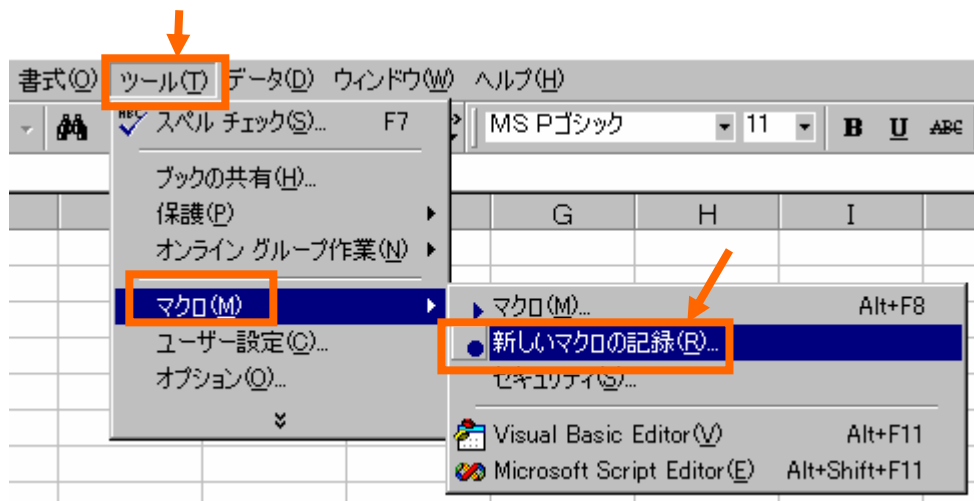 書式(O) ツール(T) データ(D) ウィンドウ(W) ヘルプ(H)
ABC スペル チェック(S)... F7
MS Pゴシック 11 B U ABC
ブックの共有(H)...
保護(P)
G H I
オンライン グループ作業(N)
マクロ(M)
マクロ(M)... Alt+F8
ユーザー設定(C)...
新しいマクロの記録(R)...
オプション(O)...
セキュリティ(S)...
Visual Basic Editor(V) Alt+F11
Microsoft Script Editor(E) Alt+Shift+F11